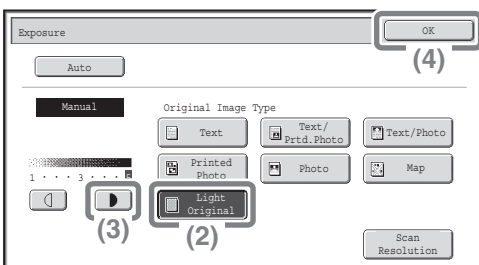 Exposure
OK
(4)
Auto
Manual
Original Image Type
Text
Text/
Prtd.Photo
Text/Photo
Printed
Photo
Photo
Map
1 · · · 3 · · · 5
Light
Original
(3)
(2)
Scan
Resolution